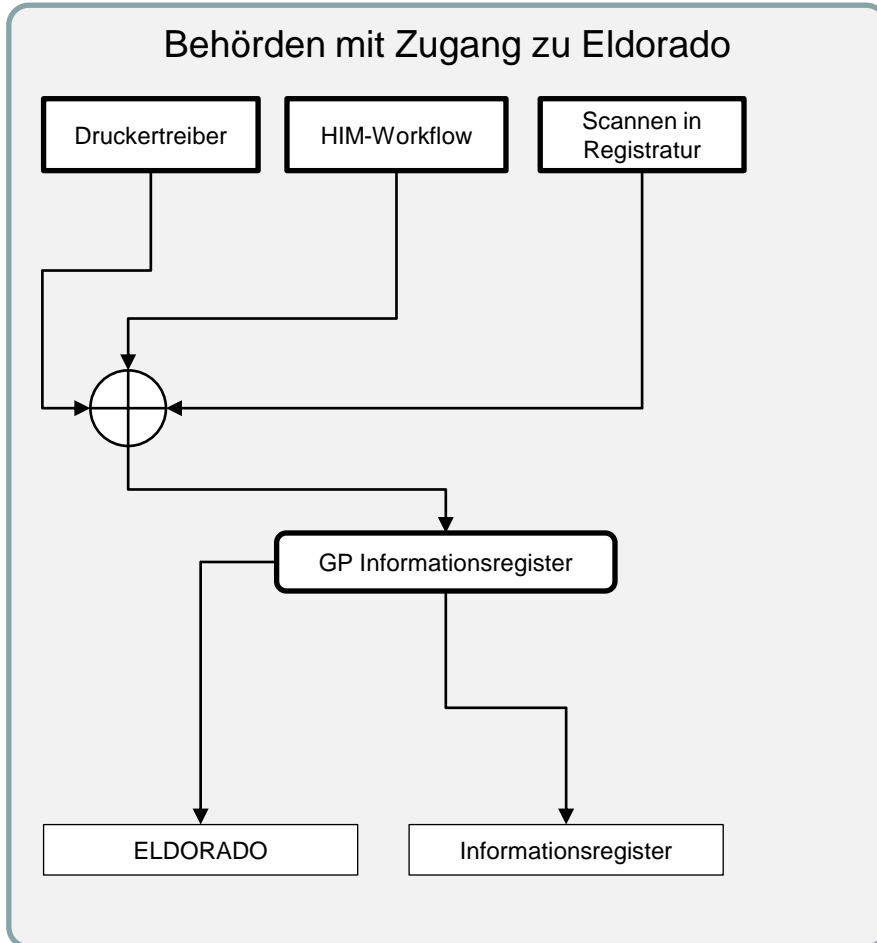 Behörden mit Zugang zu Eldorado
Druckertreiber
HIM-Workflow
Scannen in
Registratur
GP Informationsregister
ELDORADO
Informationsregister